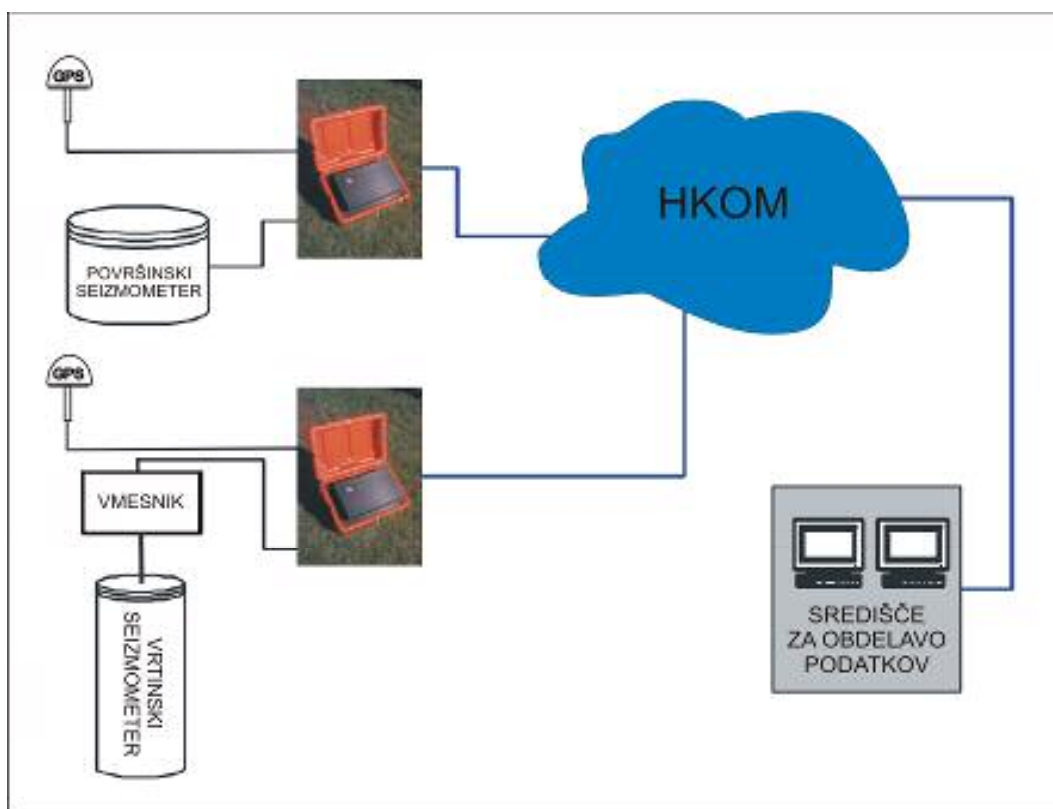 GPS
POVRŠINSKI
SEIZMOMETER
HKOM
GPS
VMESNIK
VRTINSKI
SEIZMOMETER
SREDIŠČE
ZA OBDELAVO
PODATKOV